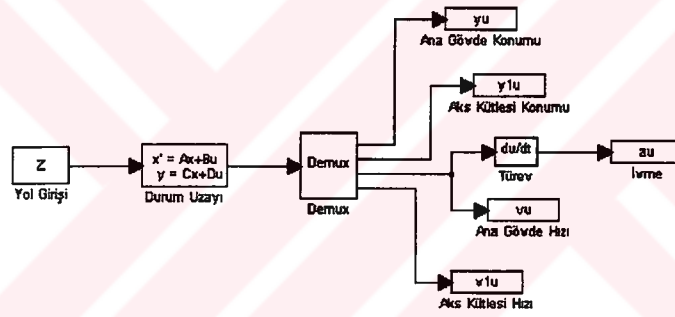 yu
Ana Gövde Konumu
y1u
Aks Kütlesi Konumu
Z
Yol Girişi
x' = Ax+Bu
y = Cx+Du
Durum Uzayı
Demux
Demux
du/dt
Türev
au
İvme
vu
Ana Gövde Hızı
v1u
Aks Kütlesi Hızı